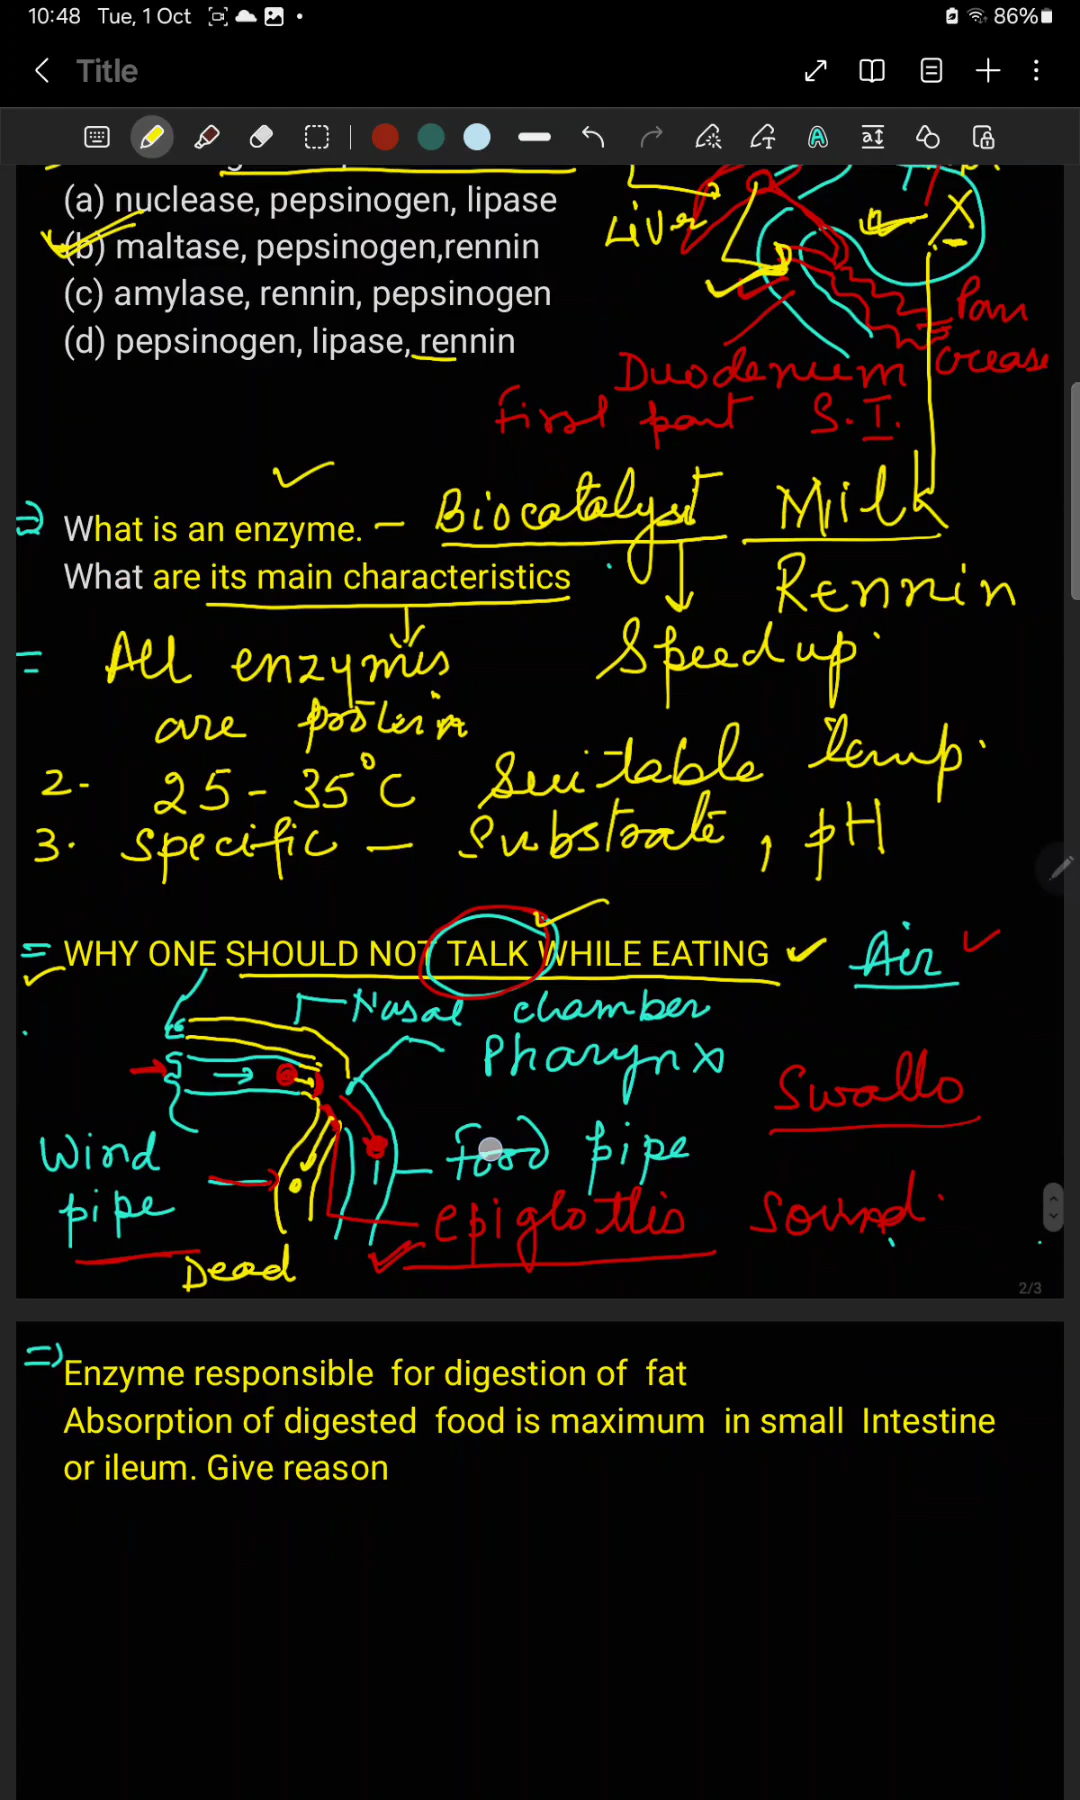 10:48 Tue, 1 Oct 86%
Title
(a) nuclease, pepsinogen, lipase
(b) maltase, pepsinogen,rennin
(c) amylase, rennin, pepsinogen
(d) pepsinogen, lipase, rennin
Liver
X
Pan
crease
Duodenum
First part S.I.
What is an enzyme. - Biocatalyst Milk
What are its main characteristics
Rennin
= All enzymes Speed up
are protein
2- 25 - 35°C Suitable temp.
3. Specific - Substrate, pH
= WHY ONE SHOULD NOT TALK WHILE EATING Air
Nasal chamber
Pharynx
Swallo
Wind
pipe
Food pipe
epiglottis Sound
Dead
2/3
=> Enzyme responsible for digestion of fat
Absorption of digested food is maximum in small Intestine
or ileum. Give reason